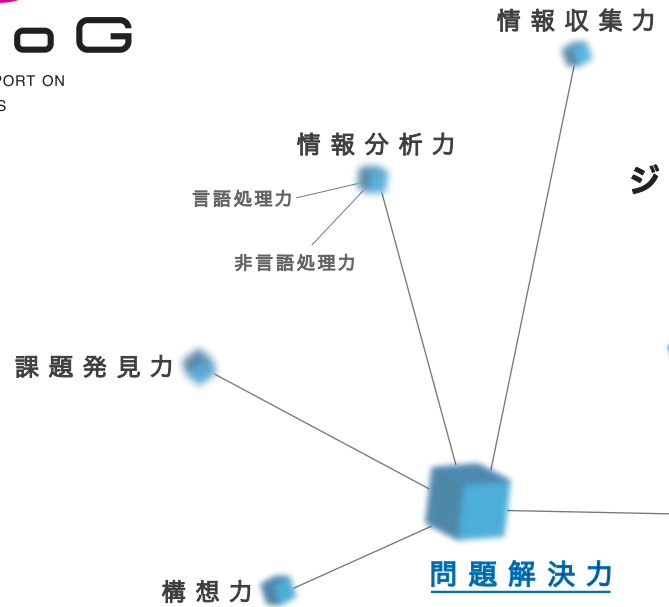 oG
PORT ON
S
情報収集力
情報分析力
ジ
言語処理力
非言語処理力
課題発見力
問題解決力
構想力